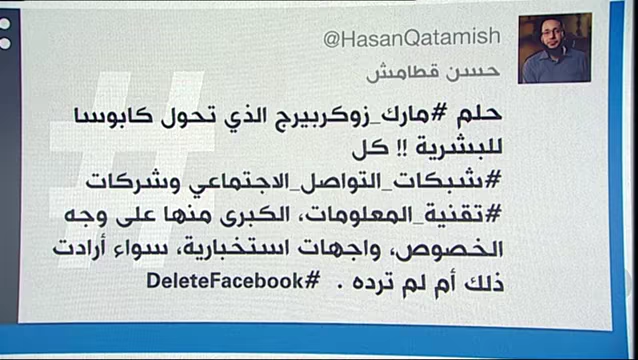 @HasanQatamish
حسن قطامش
حلم #مارك_زوكربيرج الذي تحول كابوسا
للبشرية !! كل
#شبكات_التواصل_الاجتماعي وشركات
#تقنية_المعلومات، الكبرى منها على وجه
الخصوص، واجهات استخبارية، سواء أرادت
ذلك أم لم ترده . #DeleteFacebook